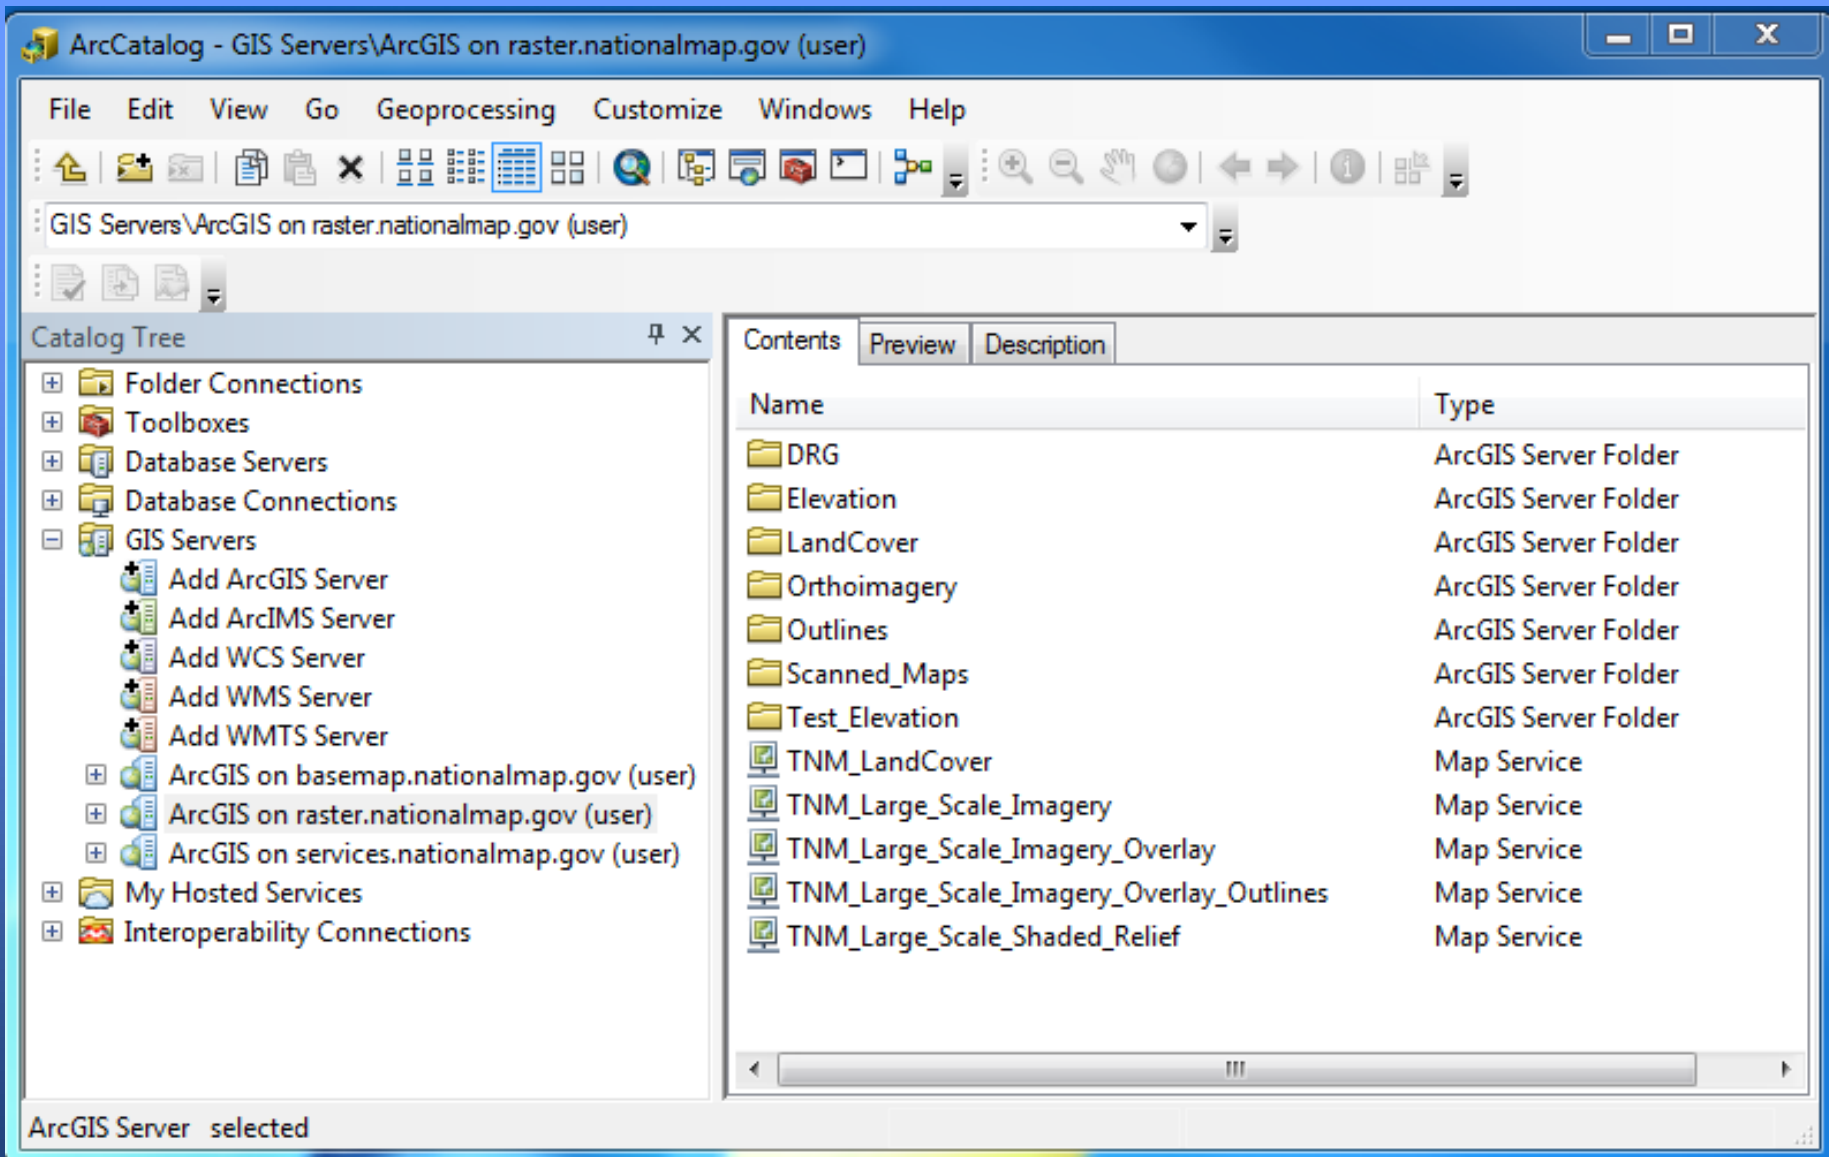 ArcCatalog - GIS Servers\ArcGIS on raster.nationalmap.gov (user)
File Edit View Go Geoprocessing Customize Windows Help
GIS Servers\ArcGIS on raster.nationalmap.gov (user)
Catalog Tree
Folder Connections
Toolboxes
Database Servers
Database Connections
GIS Servers
Add ArcGIS Server
Add ArcIMS Server
Add WCS Server
Add WMS Server
Add WMTS Server
ArcGIS on basemap.nationalmap.gov (user)
ArcGIS on raster.nationalmap.gov (user)
ArcGIS on services.nationalmap.gov (user)
My Hosted Services
Interoperability Connections
Contents Preview Description
Name Type
DRG ArcGIS Server Folder
Elevation ArcGIS Server Folder
LandCover ArcGIS Server Folder
Orthoimagery ArcGIS Server Folder
Outlines ArcGIS Server Folder
Scanned_Maps ArcGIS Server Folder
Test_Elevation ArcGIS Server Folder
TNM_LandCover Map Service
TNM_Large_Scale_Imagery Map Service
TNM_Large_Scale_Imagery_Overlay Map Service
TNM_Large_Scale_Imagery_Overlay_Outlines Map Service
TNM_Large_Scale_Shaded_Relief Map Service
ArcGIS Server selected